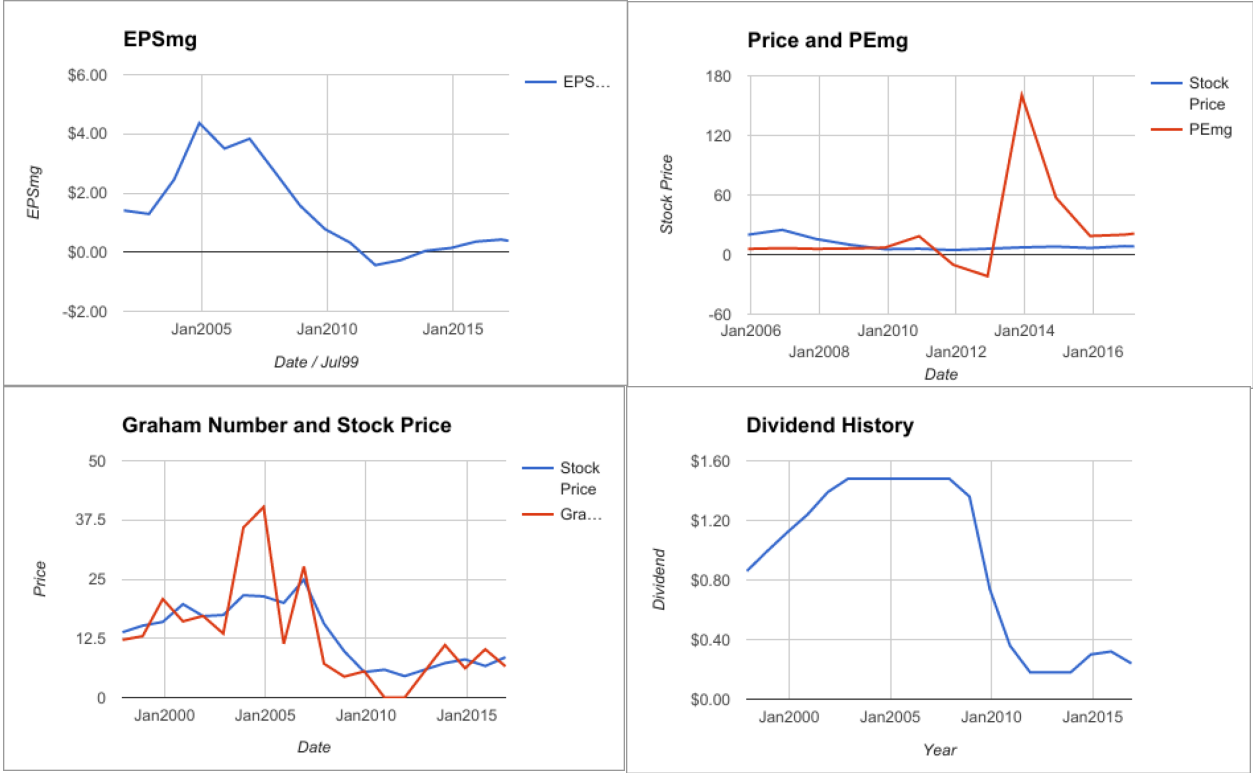 EPSmg
$6.00
$4.00
$2.00
$0.00
-$2.00
EPSmg
Jan2005
Jan2010
Jan2015
Date / Jul99
EPS…
Price and PEmg
180
120
60
0
-60
Stock Price
Jan2006
Jan2008
Jan2010
Jan2012
Jan2014
Jan2016
Date
Stock
Price
PEmg
Graham Number and Stock Price
50
37.5
25
12.5
0
Price
Jan2000
Jan2005
Jan2010
Jan2015
Date
Stock
Price
Gra…
Dividend History
$1.60
$1.20
$0.80
$0.40
$0.00
Dividend
Jan2000
Jan2005
Jan2010
Jan2015
Year